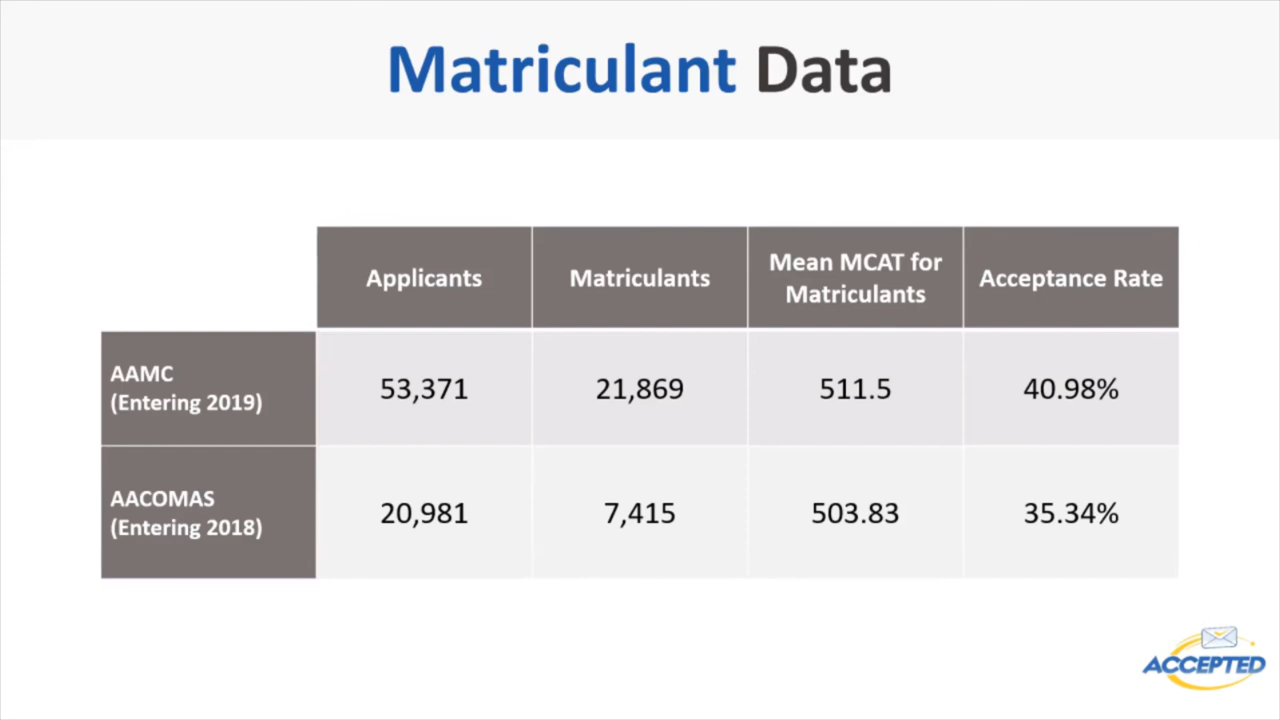 Matriculant Data
Applicants
Matriculants
Mean MCAT for
Matriculants
Acceptance Rate
AAMC
(Entering 2019)
53,371
21,869
511.5
40.98%
AACOMAS
(Entering 2018)
20,981
7,415
503.83
35.34%
ACCEPTED